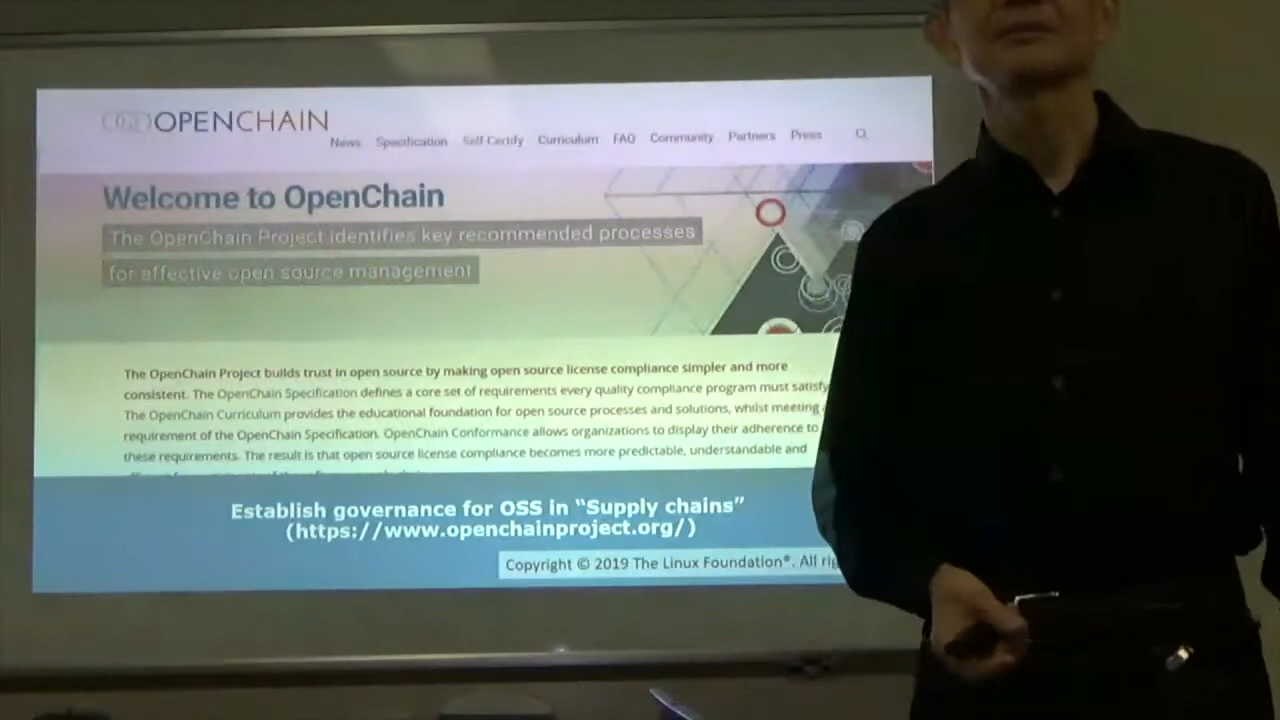 OPENCHAIN
News Specification Self Certify Curriculum FAQ Community Partners Press
Welcome to OpenChain
The OpenChain Project identifies key recommended processes
for effective open source management
The OpenChain Project builds trust in open source by making open source license compliance simpler and more
consistent. The OpenChain Specification defines a core set of requirements every quality compliance program must satisfy
The OpenChain Curriculum provides the educational foundation for open source processes and solutions, whilst meeting
requirement of the OpenChain Specification. OpenChain Conformance allows organizations to display their adherence to
these requirements. The result is that open source license compliance becomes more predictable, understandable and
Establish governance for OSS in “Supply chains”
(https://www.openchainproject.org/)
Copyright © 2019 The Linux Foundation®. All